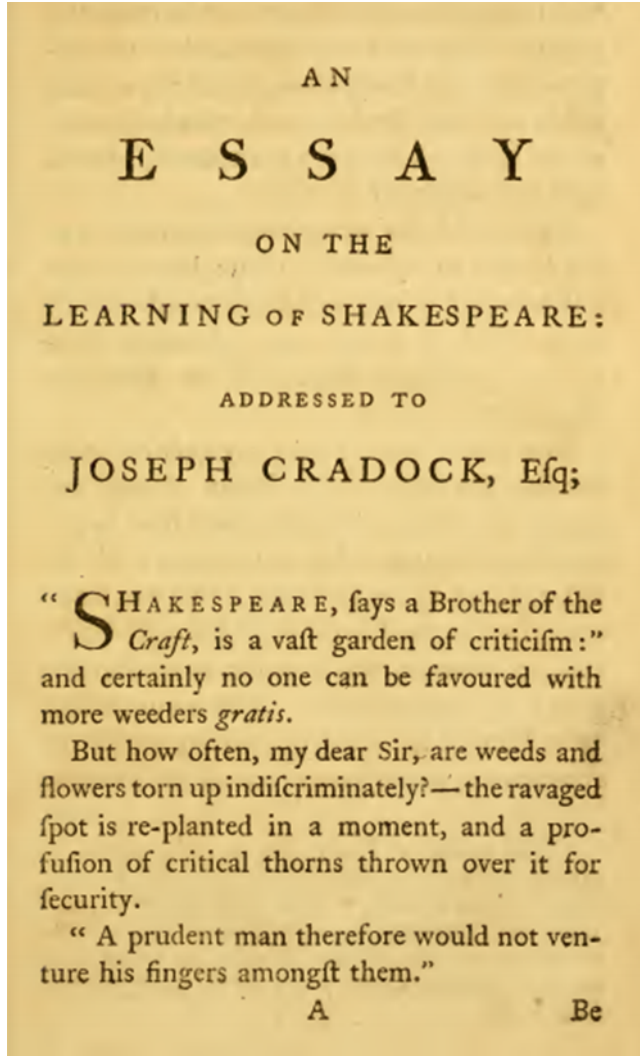 AN
ESSAY
ON THE
LEARNING OF SHAKESPEARE:
ADDRESSED TO
JOSEPH CRADOCK, Eſq;
“ SHAKESPEARE, ſays a Brother of the
Craft, is a vaſt garden of criticiſm:”
and certainly no one can be favoured with
more weeders gratis.
But how often, my dear Sir, are weeds and
flowers torn up indiſcriminately?—the ravaged
ſpot is re-planted in a moment, and a pro-
fuſion of critical thorns thrown over it for
ſecurity.
“ A prudent man therefore would not ven-
ture his fingers amongſt them.”
A Be